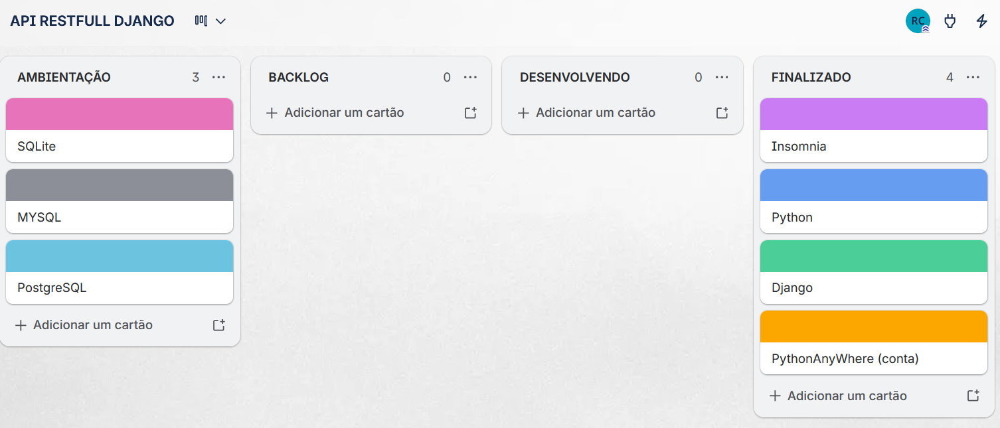 API RESTFULL DJANGO
RC
AMBIENTAÇÃO 3
SQLite
MYSQL
PostgreSQL
Adicionar um cartão
BACKLOG 0
Adicionar um cartão
DESENVOLVENDO 0
Adicionar um cartão
FINALIZADO 4
Insomnia
Python
Django
PythonAnyWhere (conta)
Adicionar um cartão